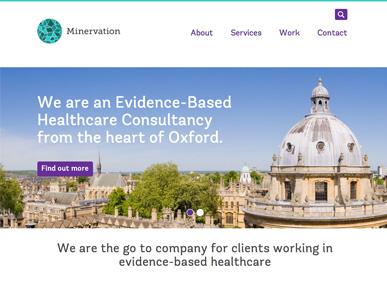 Minervation
About Services Work Contact
We are an Evidence-Based
Healthcare Consultancy
from the heart of Oxford.
Find out more
We are the go to company for clients working in
evidence-based healthcare